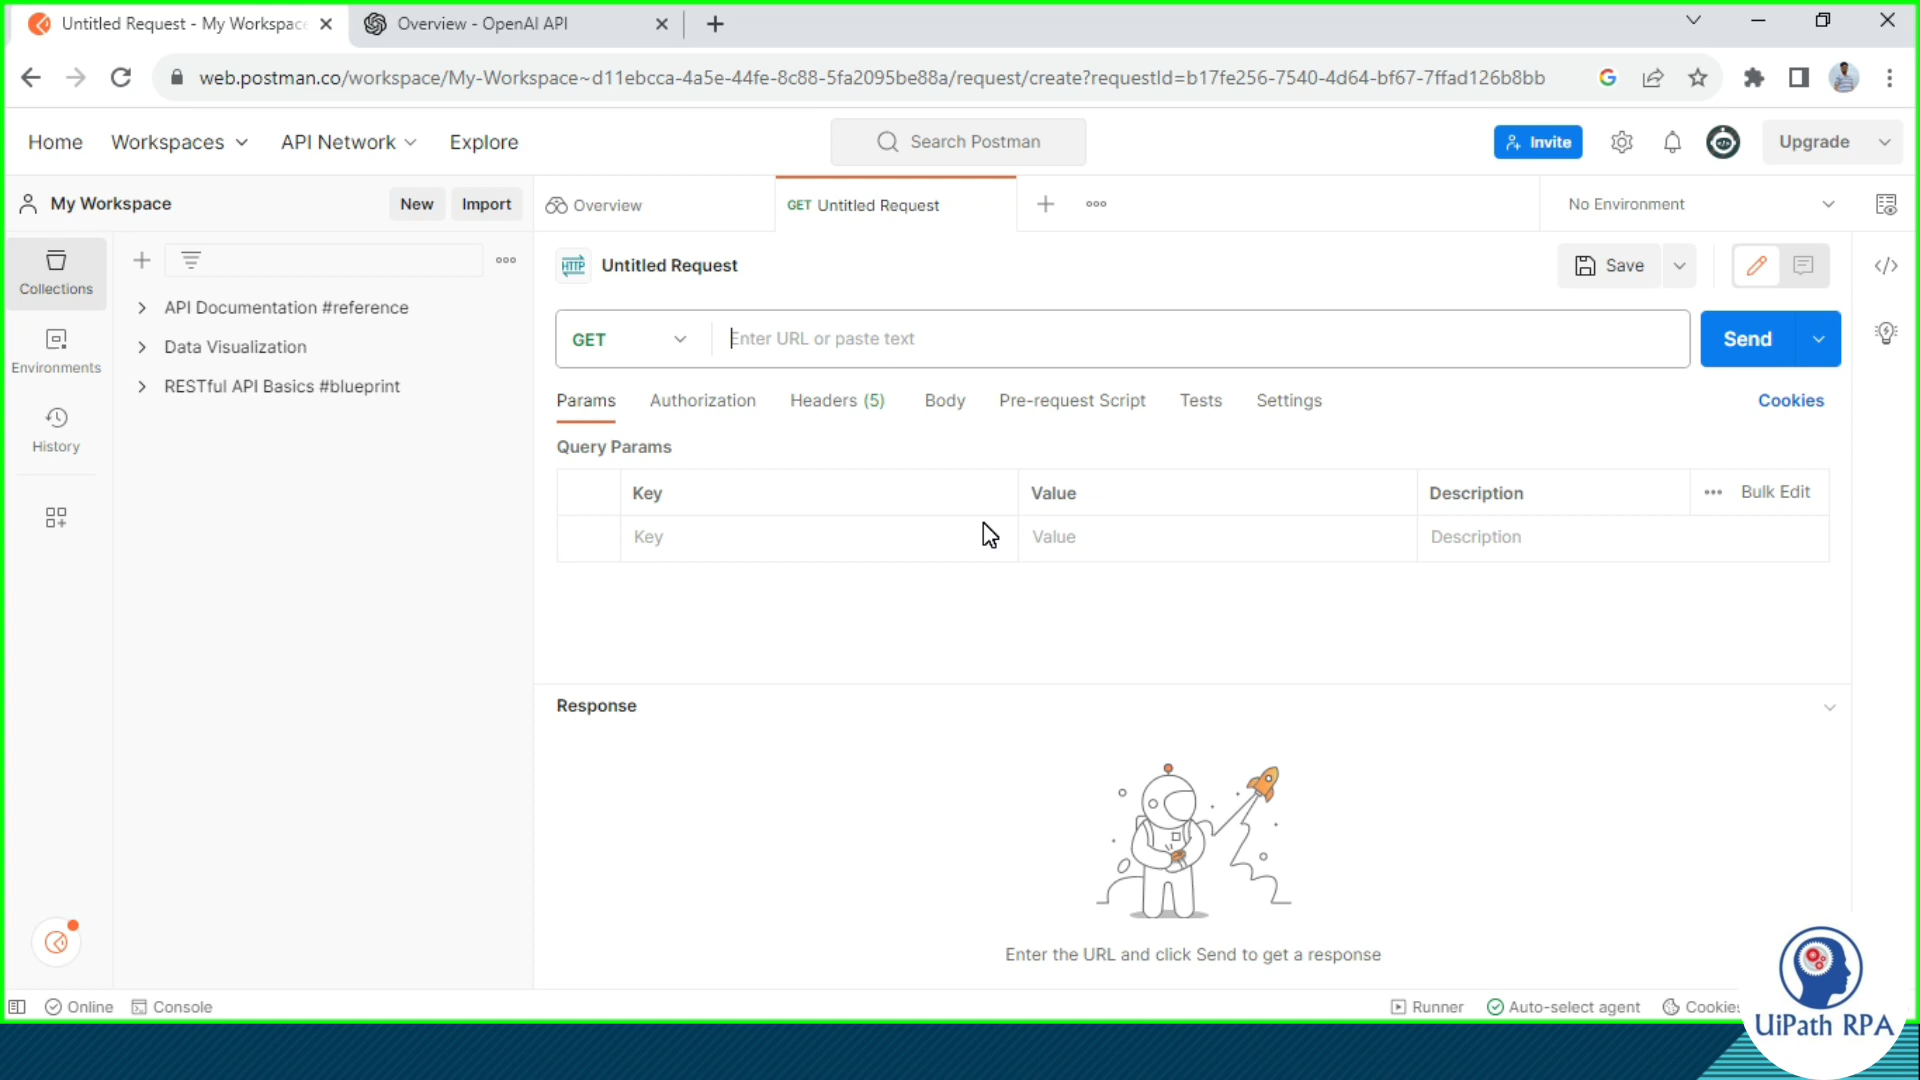 Untitled Request - My Workspace
Overview - OpenAI API
web.postman.co/workspace/My-Workspace~d11ebcca-4a5e-44fe-8c88-5fa2095be88a/request/create?requestId=b17fe256-7540-4d64-bf67-7ffad126b8bb
Home Workspaces API Network Explore Search Postman Invite Upgrade
My Workspace New Import Overview GET Untitled Request No Environment
Collections
Environments
History
API Documentation #reference
Data Visualization
RESTful API Basics #blueprint
HTTP Untitled Request Save
GET Enter URL or paste text Send
Params Authorization Headers (5) Body Pre-request Script Tests Settings Cookies
Query Params
Key Value Description Bulk Edit
Key Value Description
Response
Enter the URL and click Send to get a response
Online Console Runner Auto-select agent Cookies
UiPath RPA